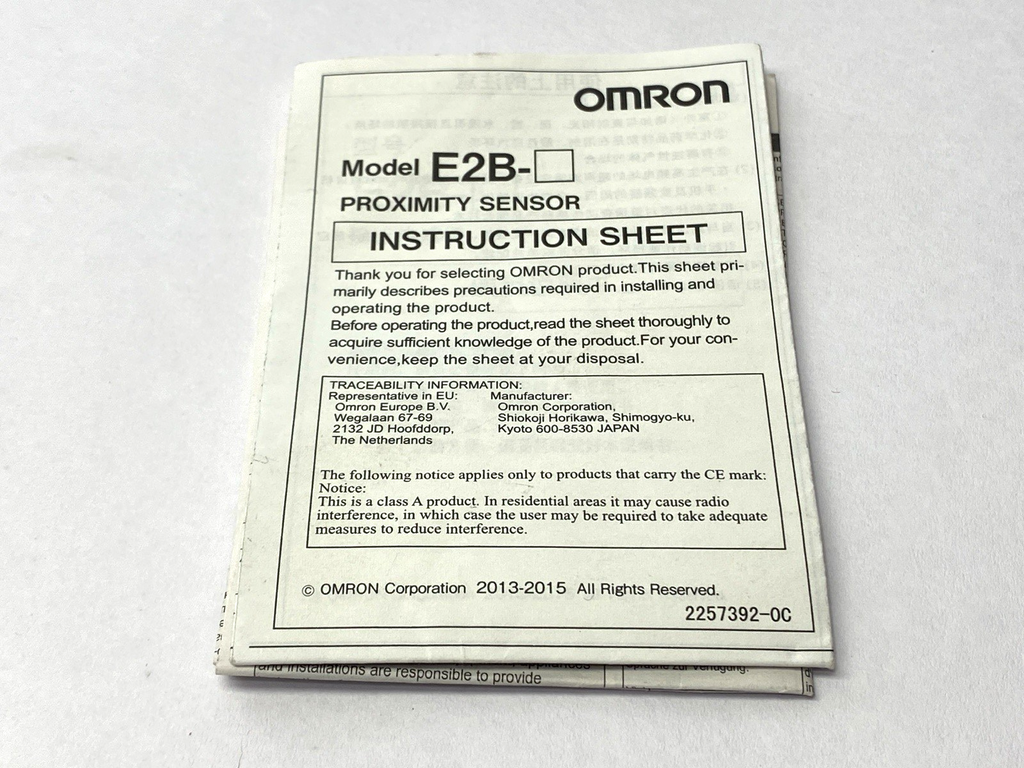 使用上的注意
OMRON
Model E2B-□
PROXIMITY SENSOR
INSTRUCTION SHEET
Thank you for selecting OMRON product.This sheet pri-
marily describes precautions required in installing and
operating the product.
Before operating the product,read the sheet thoroughly to
acquire sufficient knowledge of the product.For your con-
venience,keep the sheet at your disposal.
TRACEABILITY INFORMATION:
Representative in EU: Manufacturer:
Omron Europe B.V. Omron Corporation,
Wegalaan 67-69 Shiokoji Horikawa, Shimogyo-ku,
2132 JD Hoofddorp, Kyoto 600-8530 JAPAN
The Netherlands
The following notice applies only to products that carry the CE mark:
Notice:
This is a class A product. In residential areas it may cause radio
interference, in which case the user may be required to take adequate
measures to reduce interference.
© OMRON Corporation 2013-2015 All Rights Reserved.
2257392-0C
and installations are responsible to provide